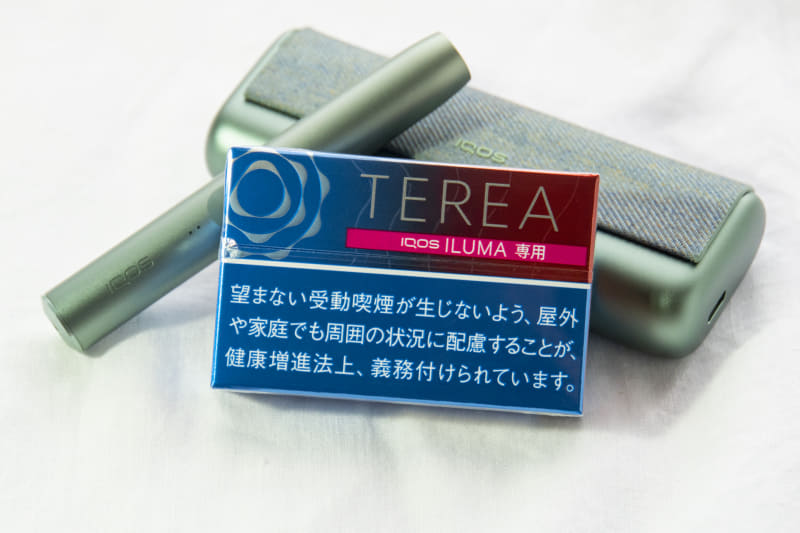 IQOS
TEREA
IQOS ILUMA 専用
IQOS
望まない受動喫煙が生じないよう、屋外
や家庭でも周囲の状況に配慮することが、
健康増進法上、義務付けられています。